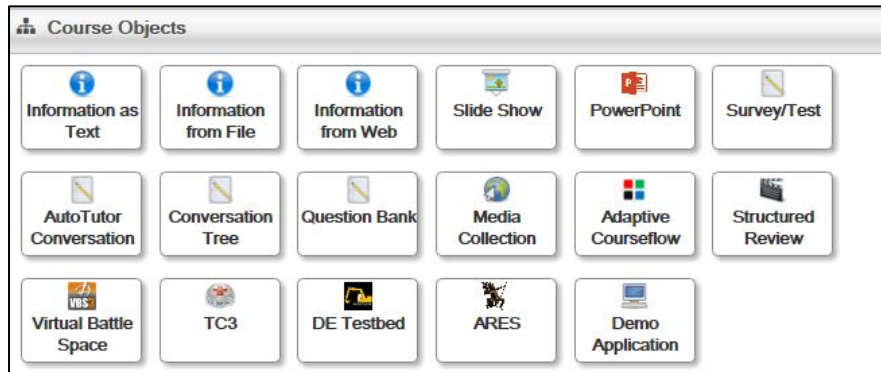 Course Objects
Information as
Text
Information
from File
Information
from Web
Slide Show
PowerPoint
Survey/Test
AutoTutor
Conversation
Conversation
Tree
Question Bank
Media
Collection
Adaptive
Courseflow
Structured
Review
VBS3
Virtual Battle
Space
TC3
DE Testbed
ARES
Demo
Application